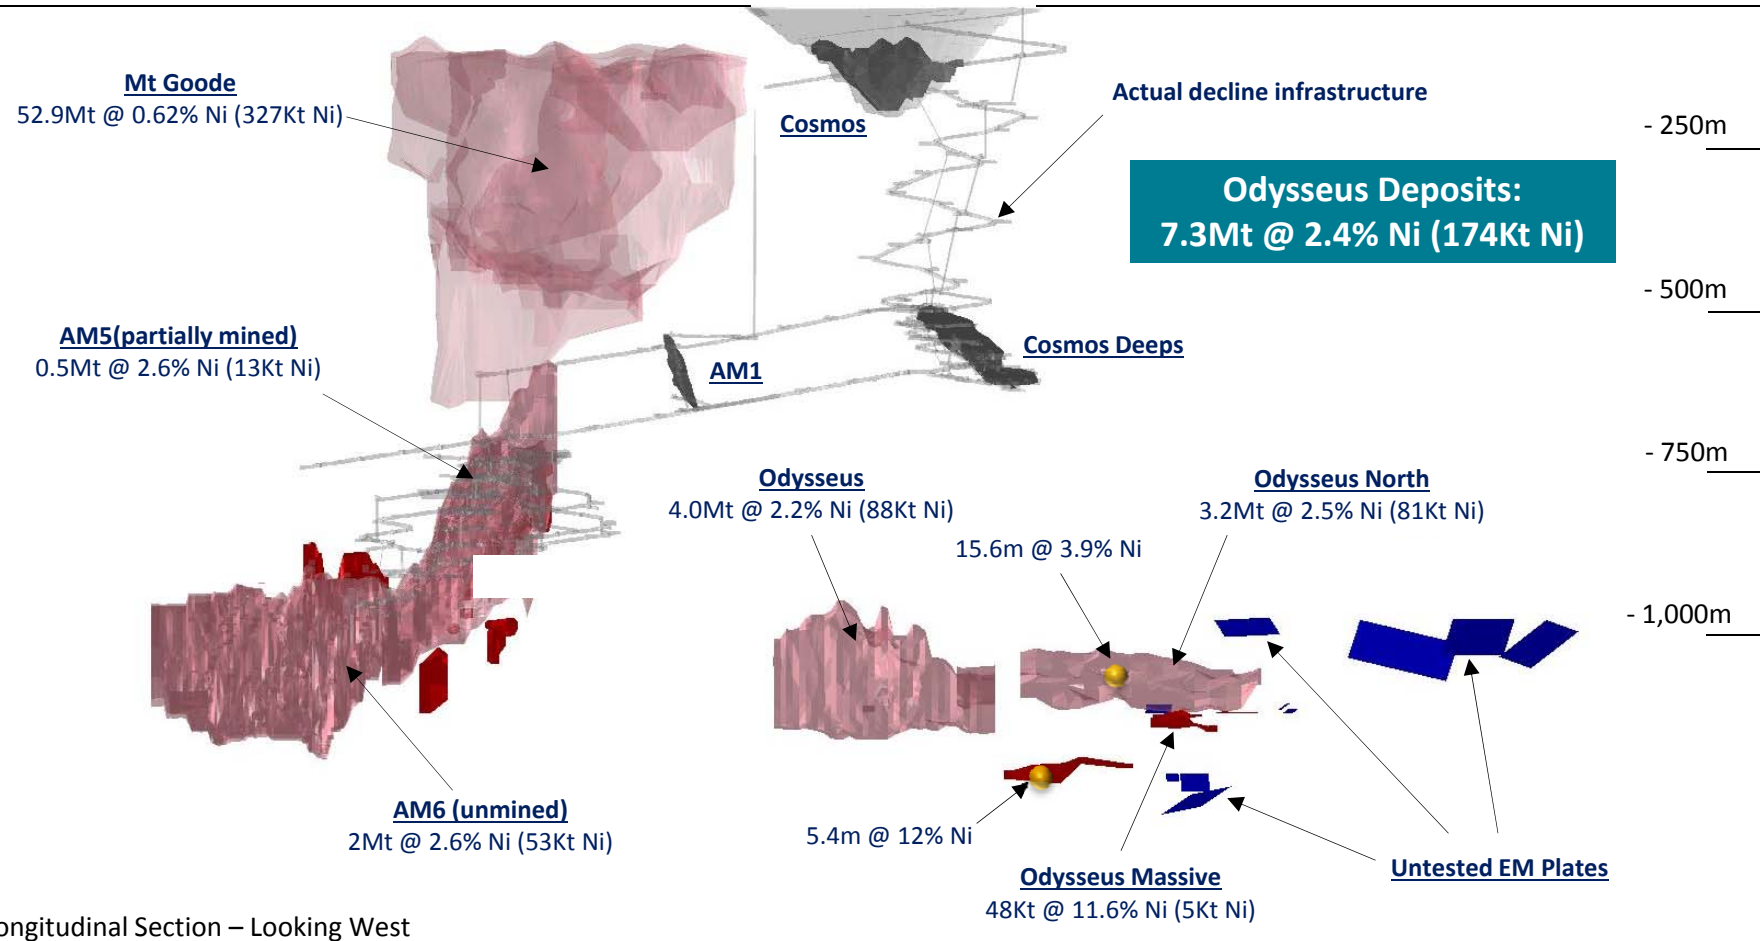 Mt Goode
52.9Mt @ 0.62% Ni (327Kt Ni)
Cosmos
Actual decline infrastructure
- 250m
Odysseus Deposits:
7.3Mt @ 2.4% Ni (174Kt Ni)
- 500m
AM5(partially mined)
0.5Mt @ 2.6% Ni (13Kt Ni)
AM1
Cosmos Deeps
- 750m
Odysseus
4.0Mt @ 2.2% Ni (88Kt Ni)
Odysseus North
3.2Mt @ 2.5% Ni (81Kt Ni)
15.6m @ 3.9% Ni
- 1,000m
AM6 (unmined)
2Mt @ 2.6% Ni (53Kt Ni)
5.4m @ 12% Ni
Odysseus Massive
48Kt @ 11.6% Ni (5Kt Ni)
Untested EM Plates
ongitudinal Section – Looking West